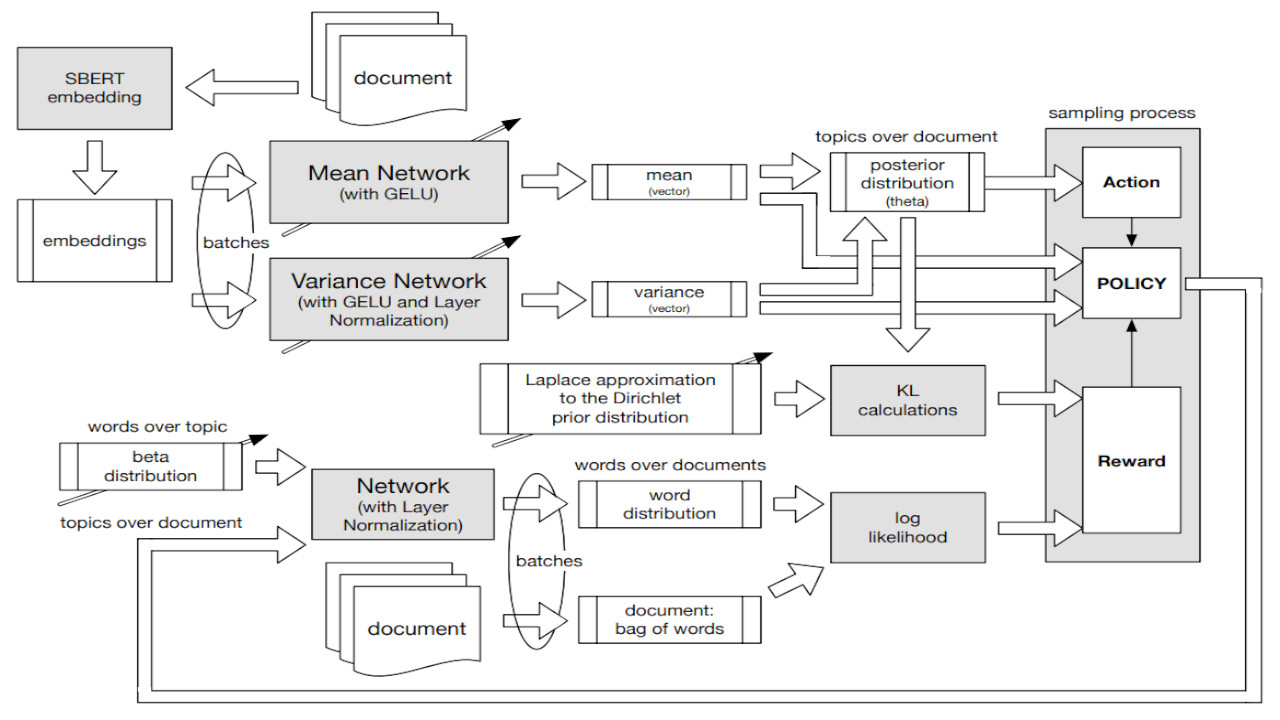 SBERT
embedding
document
embeddings
batches
Mean Network
(with GELU)
Variance Network
(with GELU and Layer
Normalization)
mean
(vector)
variance
(vector)
topics over document
posterior
distribution
(theta)
sampling process
Action
POLICY
Reward
Laplace approximation
to the Dirichlet
prior distribution
KL
calculations
words over topic
beta
distribution
topics over document
Network
(with Layer
Normalization)
document
batches
words over documents
word
distribution
document:
bag of words
log
likelihood